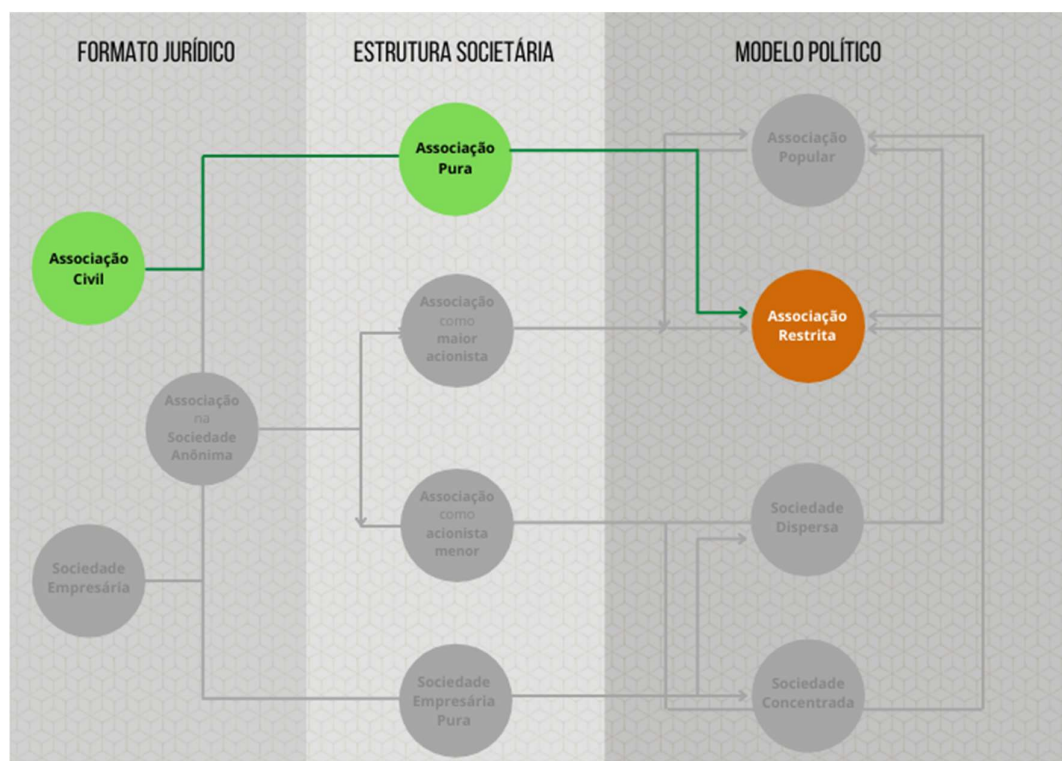 FORMATO JURÍDICO
ESTRUTURA SOCIETÁRIA
MODELO POLÍTICO
Associação
Civil
Associação
na
Sociedade
Anônima
Sociedade
Empresária
Associação
Pura
Associação
como
maior
acionista
Associação
como
acionista
menor
Sociedade
Empresária
Pura
Associação
Popular
Associação
Restrita
Sociedade
Dispersa
Sociedade
Concentrada